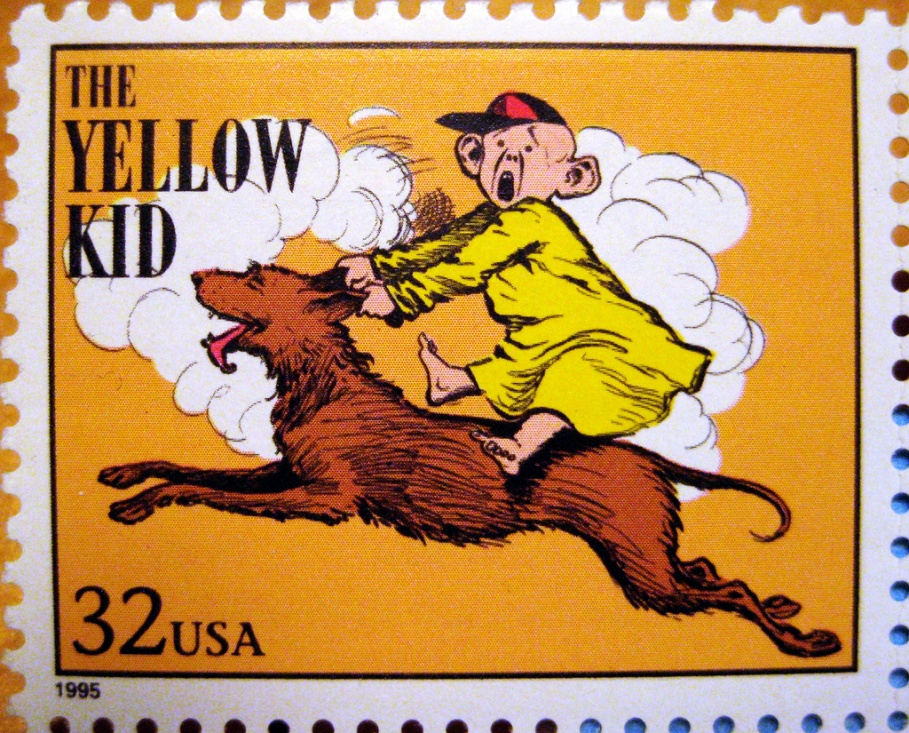 THE
YELLOW
KID
32USA
1995